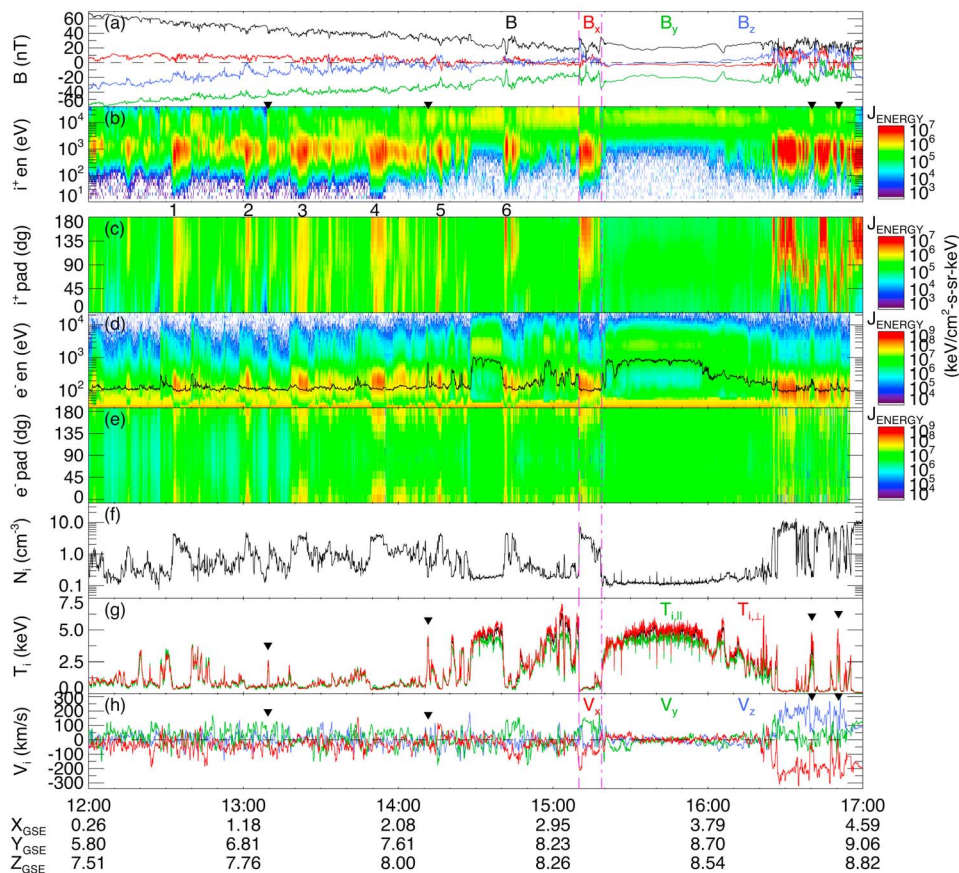 (a) B Bx By Bz
B (nT)
60
40
20
0
-20
-40
-60
(b)
i+ en (eV)
10^4
10^3
10^2
10^1
JENERGY
10^7
10^6
10^5
10^4
10^3
1 2 3 4 5 6
(c)
i+ pad (dg)
180
135
90
45
0
JENERGY
10^7
10^6
10^5
10^4
10^3
(keV/cm2-s-sr-keV)
(d)
e- en (eV)
10^4
10^3
10^2
JENERGY
10^9
10^8
10^7
10^6
10^5
10^4
(e)
e- pad (dg)
180
135
90
45
0
JENERGY
10^9
10^8
10^7
10^6
10^5
10^4
(f)
Ni (cm-3)
10.0
1.0
0.1
(g) Ti,|| Ti,⊥
Ti (keV)
7.5
5.0
2.5
0.0
(h) Vx Vy Vz
Vi (km/s)
300
200
100
0
-100
-200
-300
12:00 13:00 14:00 15:00 16:00 17:00
XGSE 0.26 1.18 2.08 2.95 3.79 4.59
YGSE 5.80 6.81 7.61 8.23 8.70 9.06
ZGSE 7.51 7.76 8.00 8.26 8.54 8.82